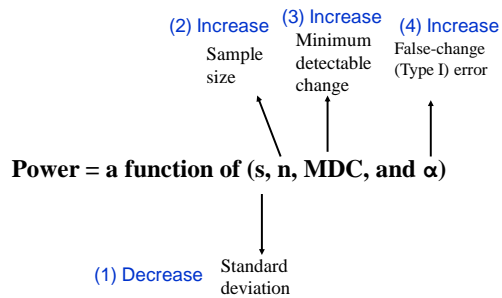 (2) Increase
Sample
size
(3) Increase
Minimum
detectable
change
(4) Increase
False-change
(Type I) error
Power = a function of (s, n, MDC, and α)
(1) Decrease
Standard
deviation